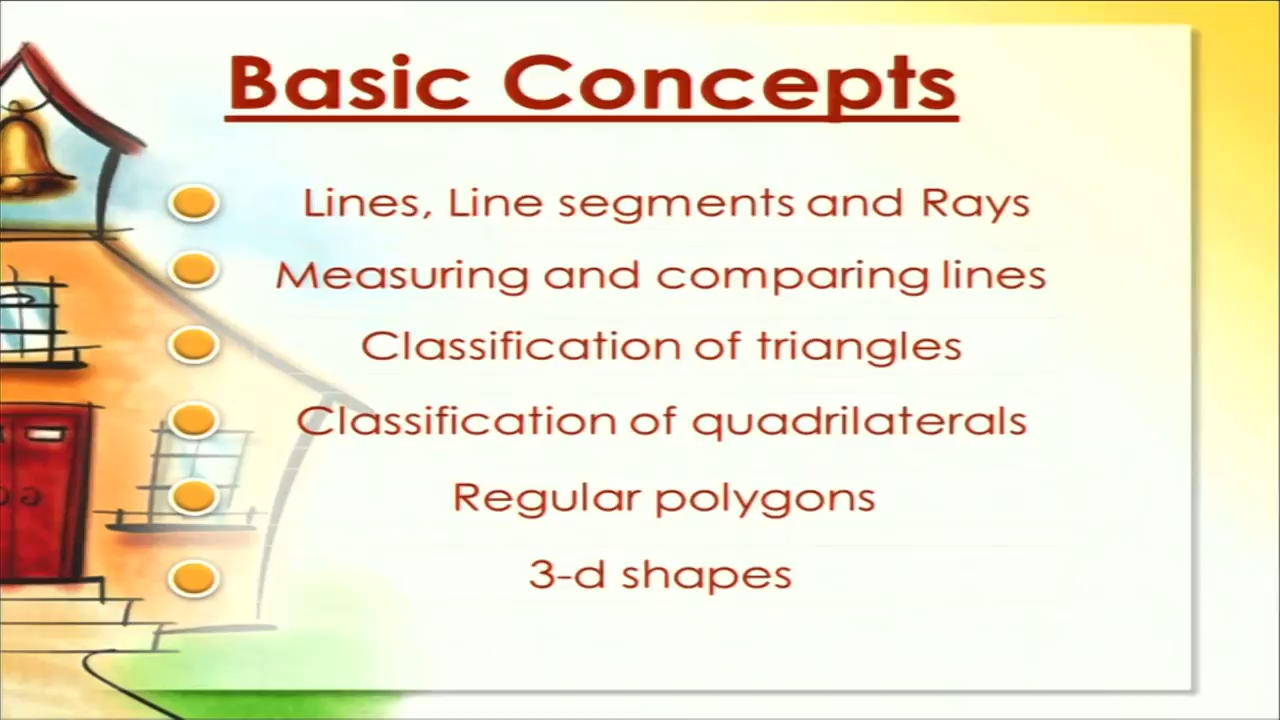 Basic Concepts
Lines, Line segments and Rays
Measuring and comparing lines
Classification of triangles
Classification of quadrilaterals
Regular polygons
3-d shapes